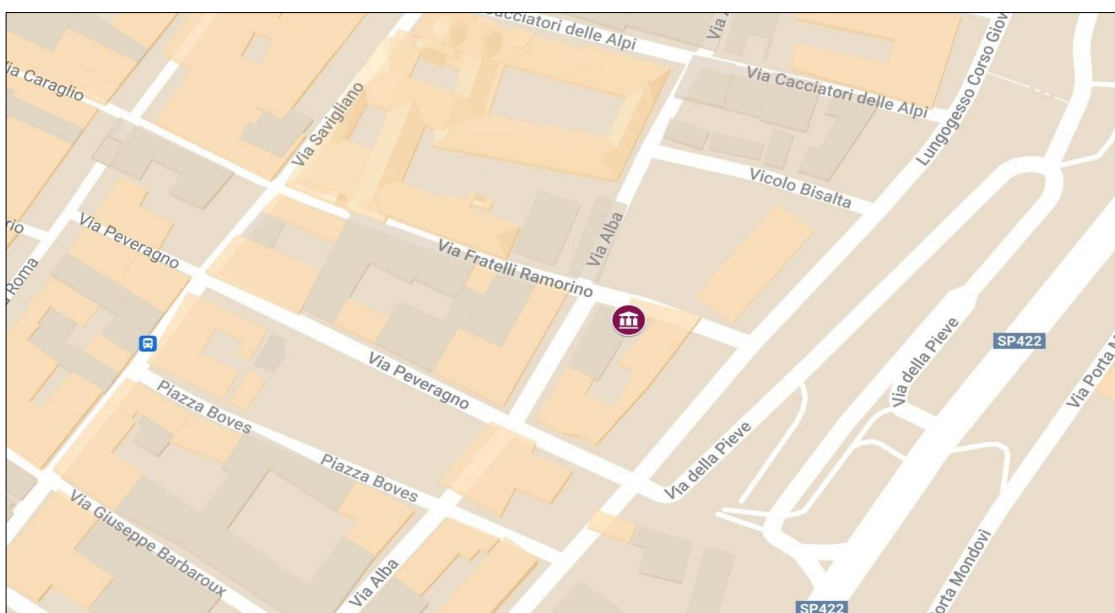 Cacciatori delle Alpi
Via
Via Caraglio
Via Savigliano
Via Cacciatori delle Alpi
Lungogesso Corso Giov
Vicolo Bisalta
Via Alba
Via Peveragno
Roma
Via Fratelli Ramorino
SP422
Via della Pieve
Via Porta M
Via Peveragno
Piazza Boves
Via della Pieve
Piazza Boves
Via Giuseppe Barbaroux
Via Alba
Porta Mondovì
SP422